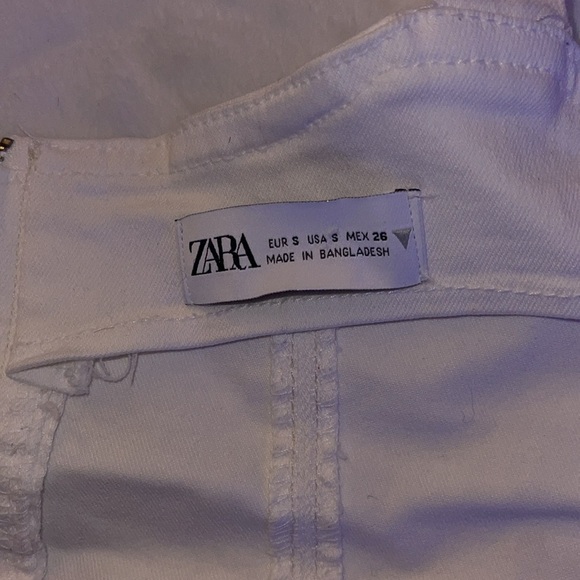 ZARA
EUR S USA S MEX 26
MADE IN BANGLADESH